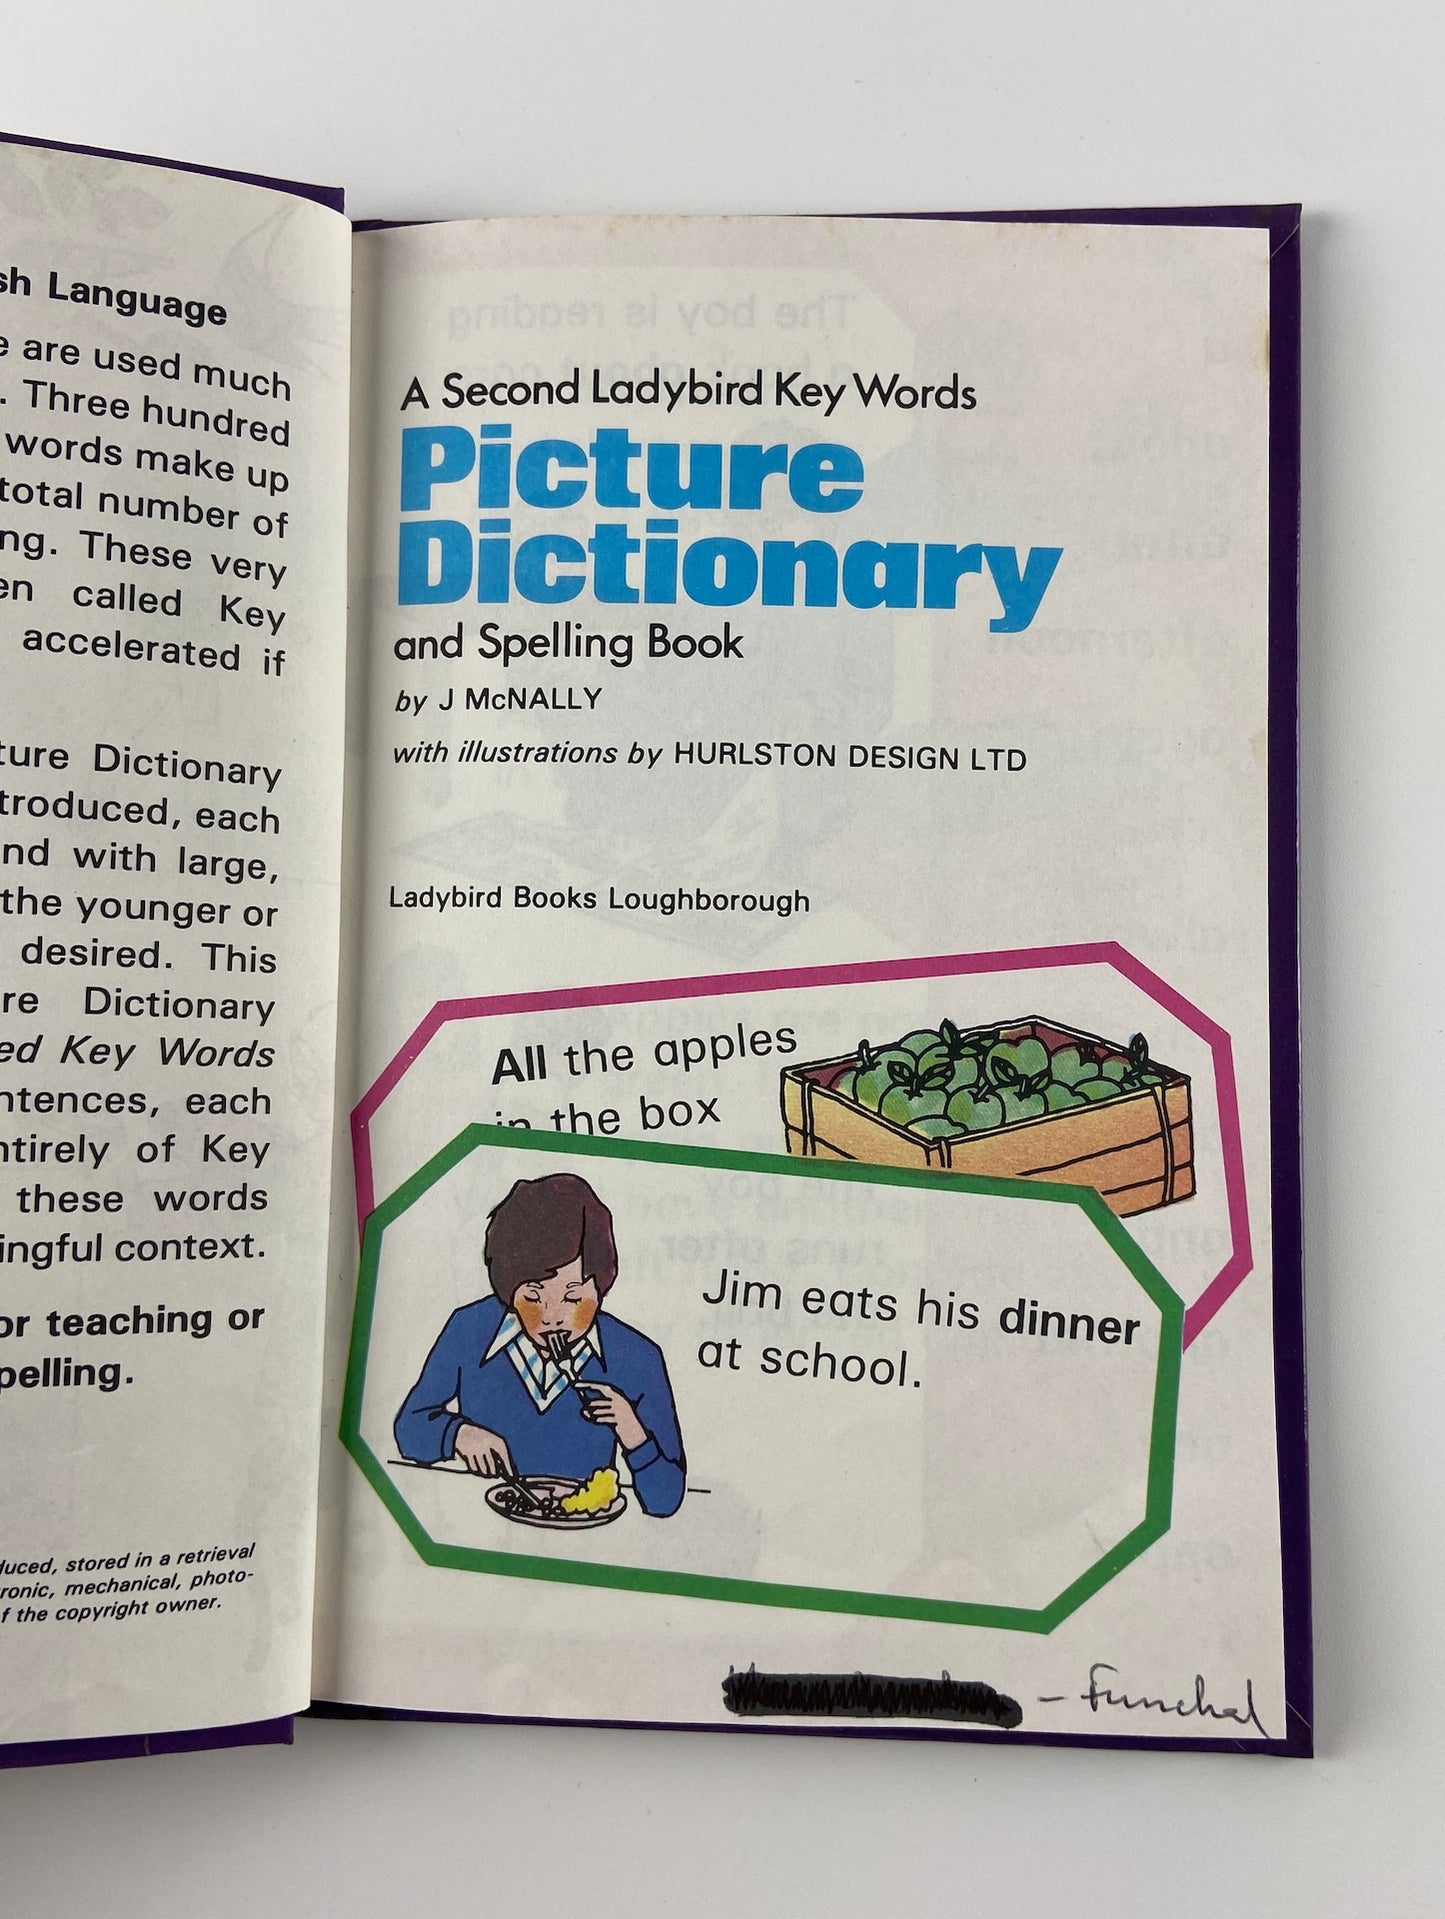 sh Language
are used much
. Three hundred
words make up
total number of
ng. These very
en called Key
accelerated if
ture Dictionary
troduced, each
nd with large,
the younger or
desired. This
re Dictionary
ed Key Words
ntences, each
ntirely of Key
these words
ingful context.
or teaching or
pelling.
duced, stored in a retrieval
ronic, mechanical, photo-
f the copyright owner.
A Second Ladybird Key Words
Picture
Dictionary
and Spelling Book
by J McNALLY
with illustrations by HURLSTON DESIGN LTD
Ladybird Books Loughborough
All the apples
in the box
Jim eats his dinner
at school.
– Funchal